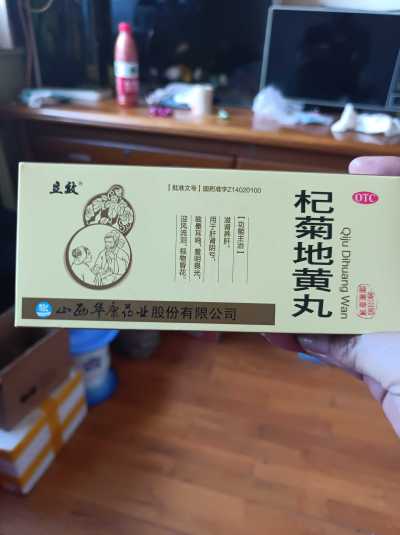 立效®
【批准文号】国药准字Z14020100
OTC
杞菊地黄丸
Qiju Dihuang Wan
【功能主治】
滋肾养肝。
用于肝肾阴亏,
眩晕耳鸣,羞明畏光,
迎风流泪,视物昏花。
山西华康药业股份有限公司